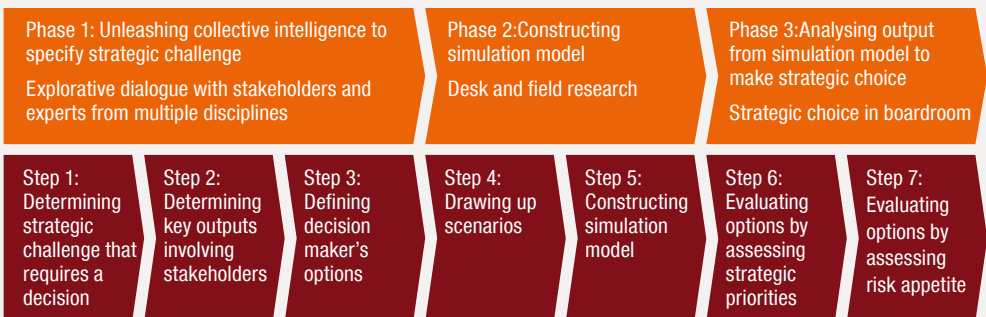 Phase 1: Unleashing collective intelligence to
specify strategic challenge
Explorative dialogue with stakeholders and
experts from multiple disciplines
Phase 2:Constructing
simulation model
Desk and field research
Phase 3:Analysing output
from simulation model to
make strategic choice
Strategic choice in boardroom
Step 1:
Determining
strategic
challenge that
requires a
decision
Step 2:
Determining
key outputs
involving
stakeholders
Step 3:
Defining
decision
maker's
options
Step 4:
Drawing up
scenarios
Step 5:
Constructing
simulation
model
Step 6:
Evaluating
options by
assessing
strategic
priorities
Step 7:
Evaluating
options by
assessing
risk appetite